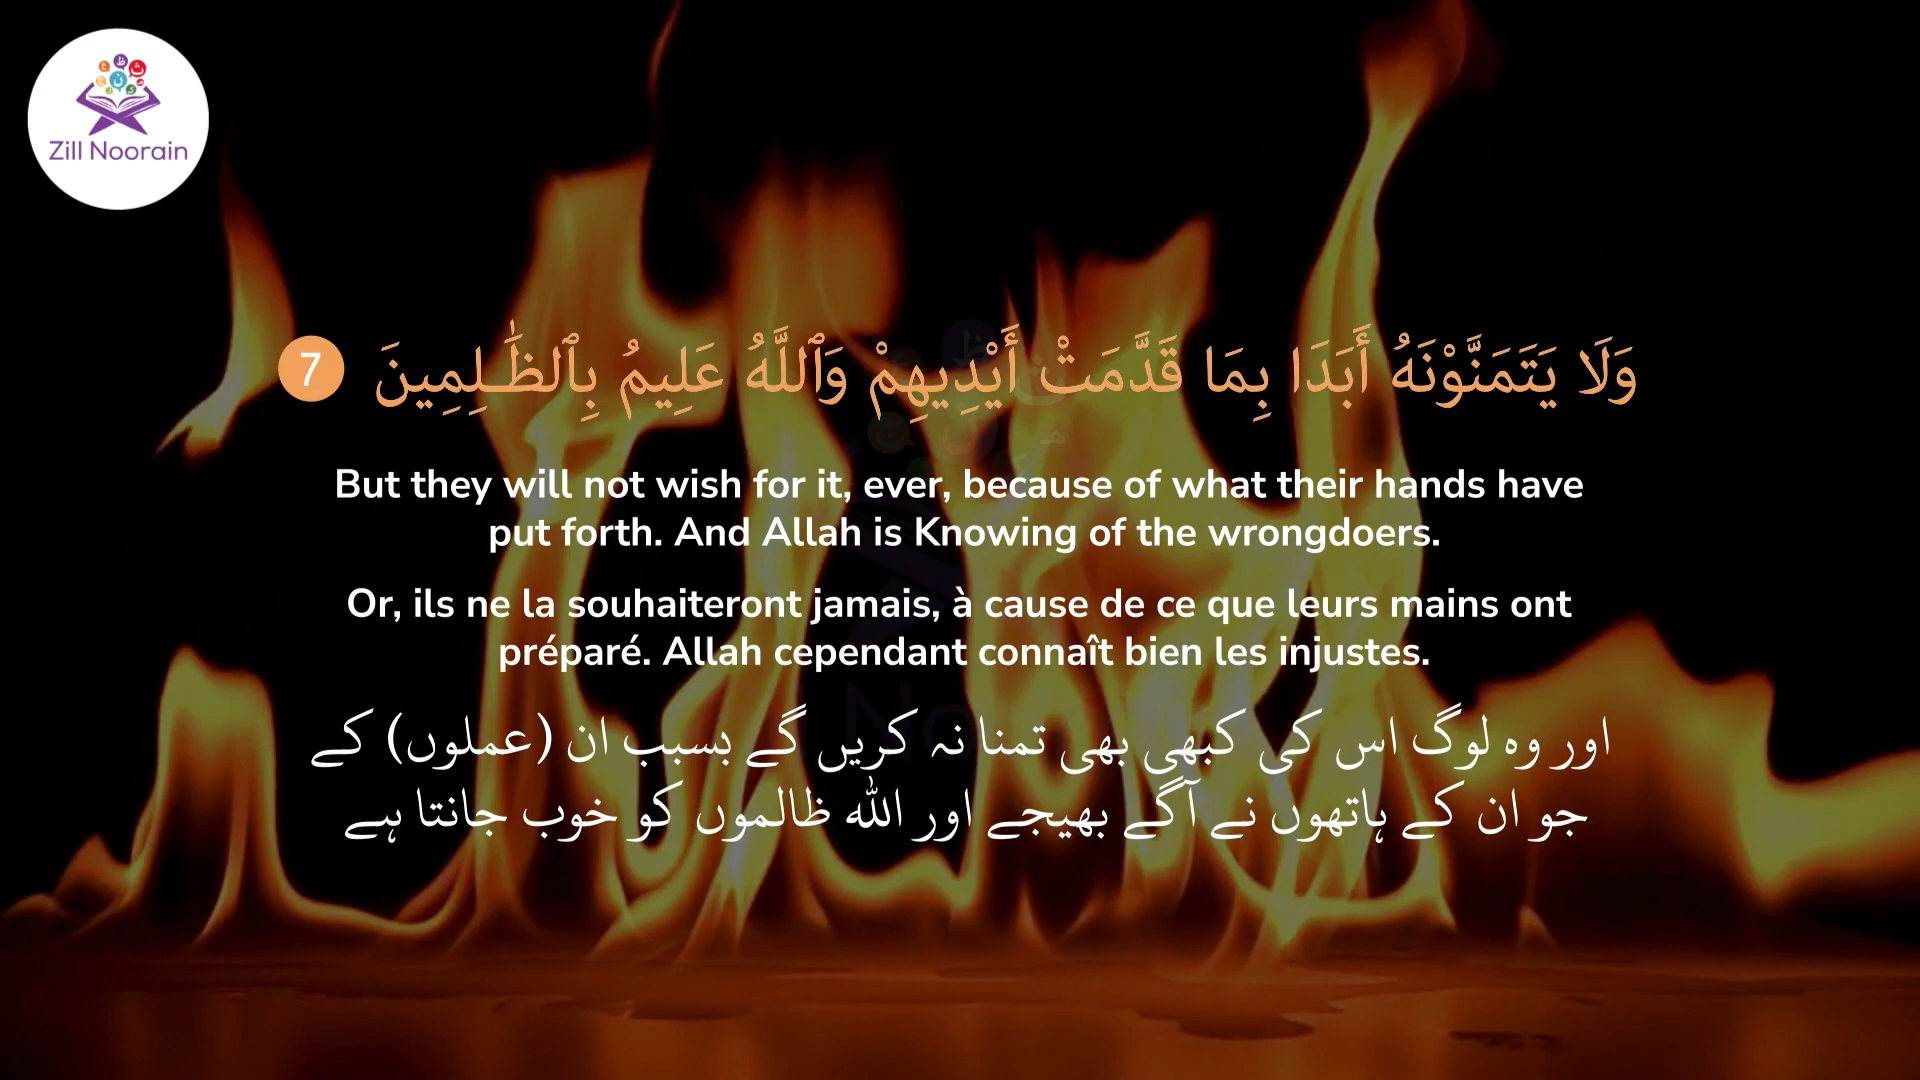 Zill Noorain
وَلَا يَتَمَنَّوْنَهُ أَبَدَا بِمَا قَدَّمَتْ أَيْدِيهِمْ وَٱللَّهُ عَلِيمُ بِٱلظَّـٰلِمِينَ 7
But they will not wish for it, ever, because of what their hands have
put forth. And Allah is Knowing of the wrongdoers.
Or, ils ne la souhaiteront jamais, à cause de ce que leurs mains ont
préparé. Allah cependant connaît bien les injustes.
اور وہ لوگ اس کی کبھی بھی تمنا نہ کریں گے بسبب ان (عملوں) کے
جو ان کے ہاتھوں نے آگے بھیجے اور اللہ ظالموں کو خوب جانتا ہے